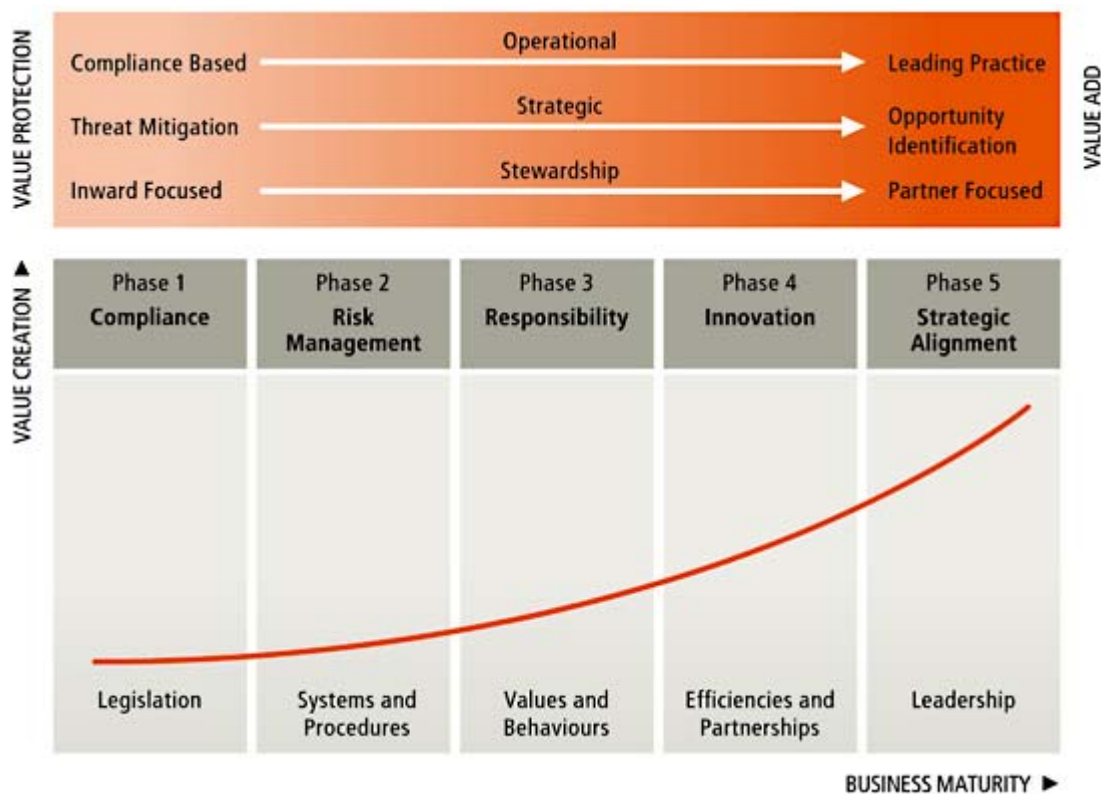 VALUE PROTECTION
Operational
Compliance Based
Leading Practice
Strategic
Threat Mitigation
Opportunity
Identification
Stewardship
Inward Focused
Partner Focused
VALUE ADD
VALUE CREATION ▶
Phase 1
Compliance
Phase 2
Risk
Management
Phase 3
Responsibility
Phase 4
Innovation
Phase 5
Strategic
Alignment
Legislation
Systems and
Procedures
Values and
Behaviours
Efficiencies and
Partnerships
Leadership
BUSINESS MATURITY ▶